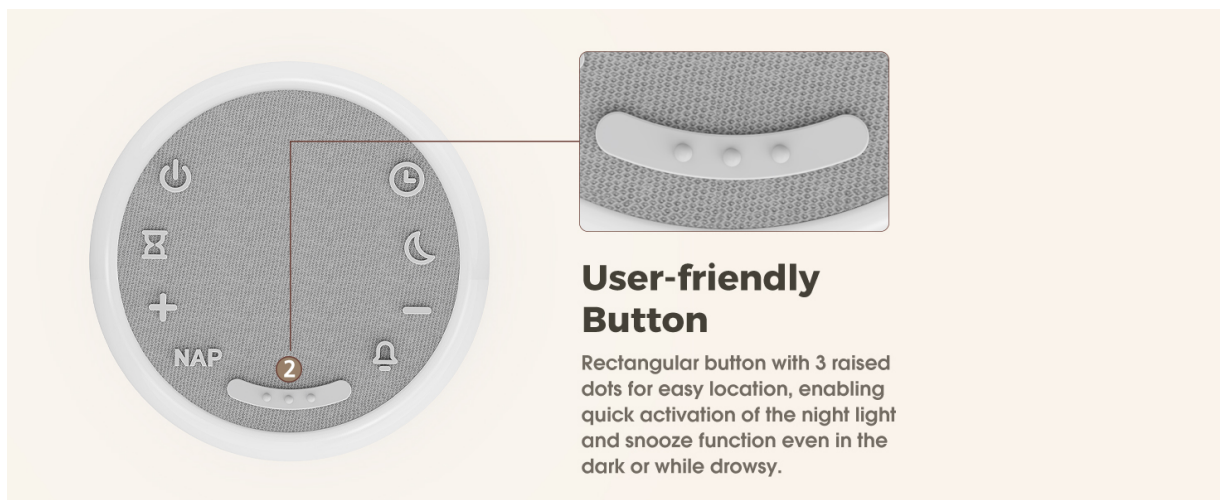 NAP
2
User-friendly
Button
Rectangular button with 3 raised
dots for easy location, enabling
quick activation of the night light
and snooze function even in the
dark or while drowsy.